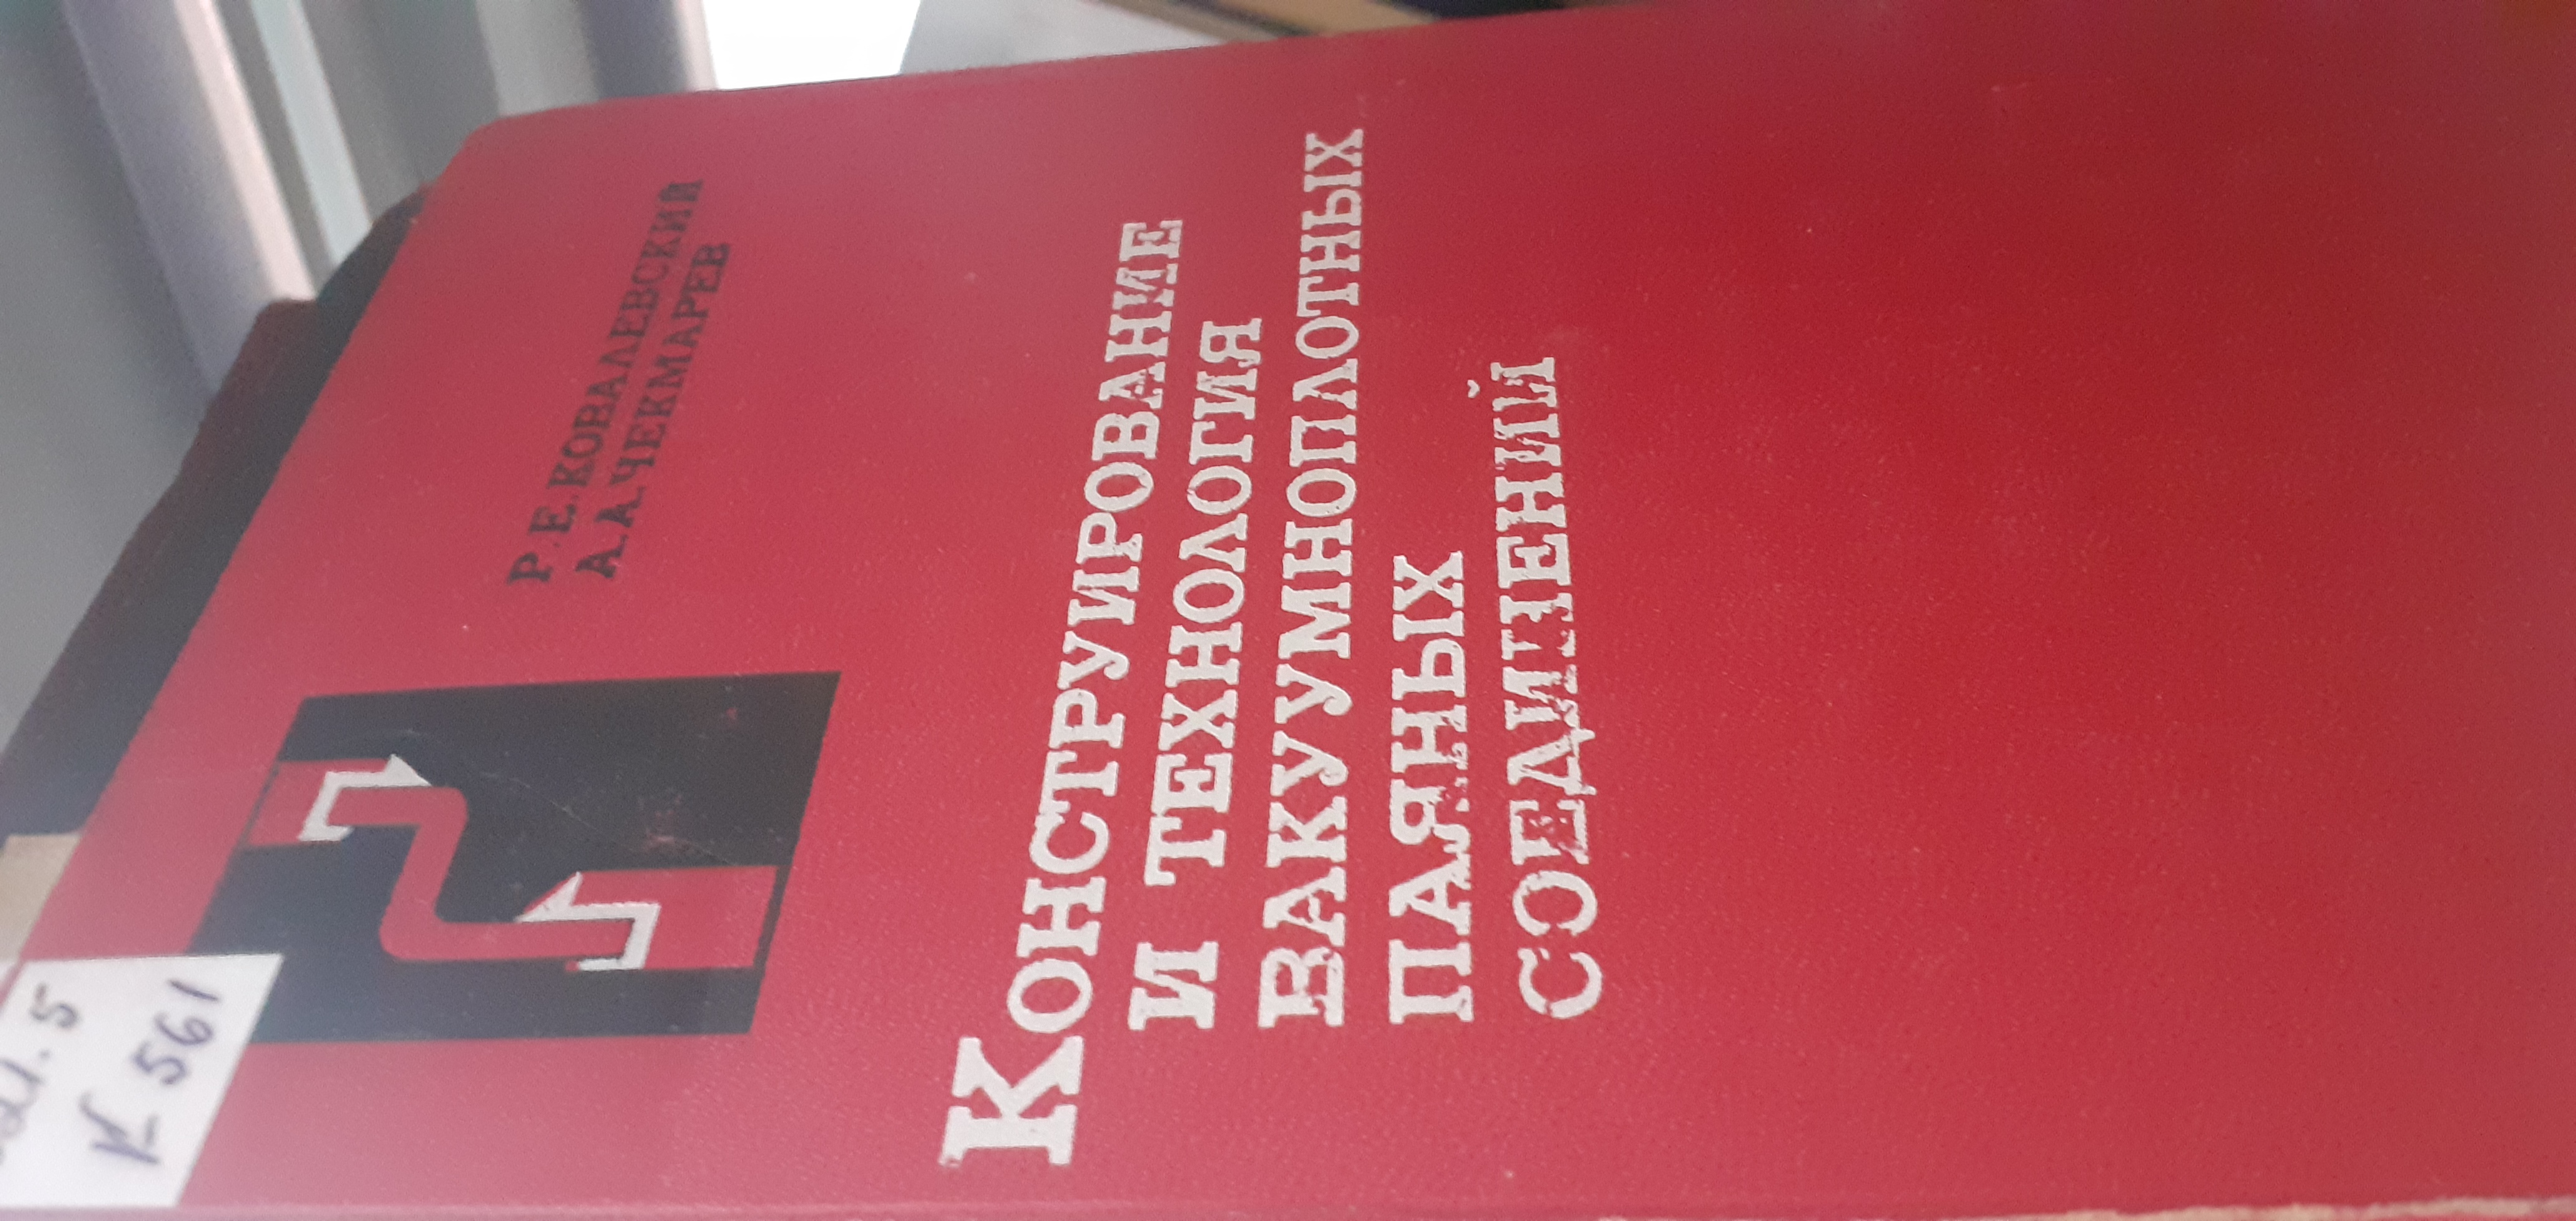 Р.Е.КОВАЛЕВСКИЙ
А.А.ЧЕКМАРЕВ
КОНСТРУИРОВАНИЕ
И ТЕХНОЛОГИЯ
ВАКУУМНОПЛОТНЫХ
ПАЯНЫХ
СОЕДИНЕНИЙ
К 561